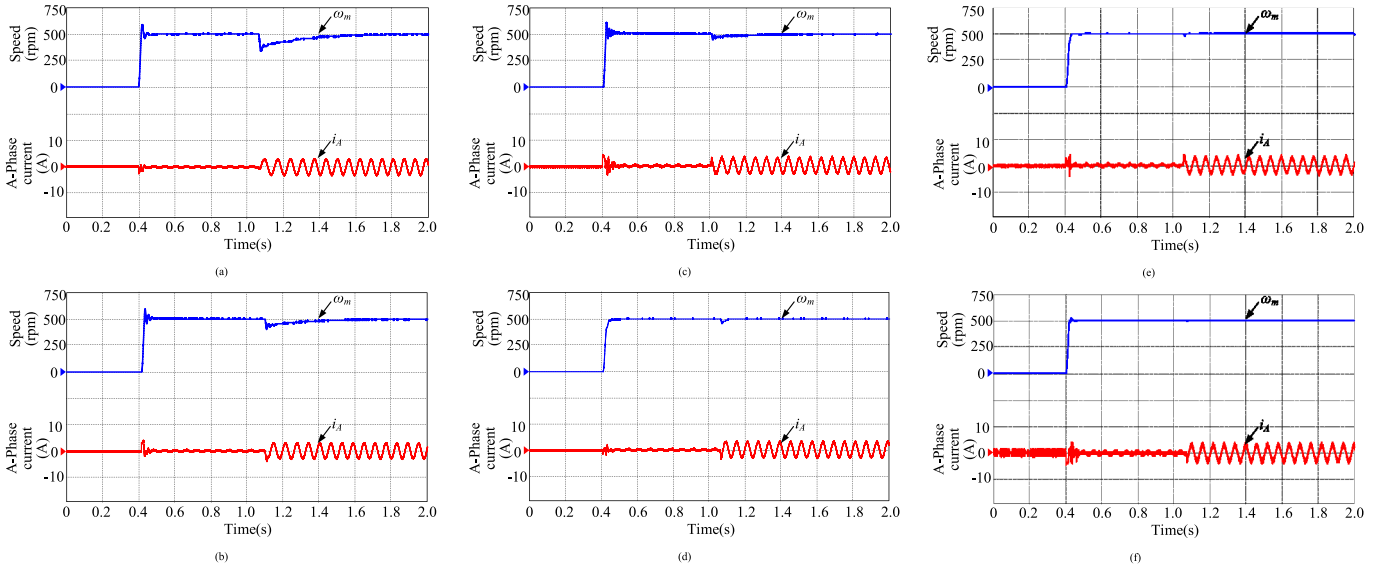 750
500
250
0
Speed
(rpm)
ωm
10
0
-10
A-Phase
current
(A)
iA
0 0.2 0.4 0.6 0.8 1.0 1.2 1.4 1.6 1.8 2.0
Time(s)
(a)
750
500
250
0
Speed
(rpm)
ωm
10
0
-10
A-Phase
current
(A)
iA
0 0.2 0.4 0.6 0.8 1.0 1.2 1.4 1.6 1.8 2.0
Time(s)
(c)
750
500
250
0
Speed
(rpm)
ωm
10
0
-10
A-Phase
current
(A)
iA
0 0.2 0.4 0.6 0.8 1.0 1.2 1.4 1.6 1.8 2.0
Time(s)
(e)
750
500
250
0
Speed
(rpm)
ωm
10
0
-10
A-Phase
current
(A)
iA
0 0.2 0.4 0.6 0.8 1.0 1.2 1.4 1.6 1.8 2.0
Time(s)
(b)
750
500
250
0
Speed
(rpm)
ωm
10
0
-10
A-Phase
current
(A)
iA
0 0.2 0.4 0.6 0.8 1.0 1.2 1.4 1.6 1.8 2.0
Time(s)
(d)
750
500
250
0
Speed
(rpm)
ωm
10
0
-10
A-Phase
current
(A)
iA
0 0.2 0.4 0.6 0.8 1.0 1.2 1.4 1.6 1.8 2.0
Time(s)
(f)